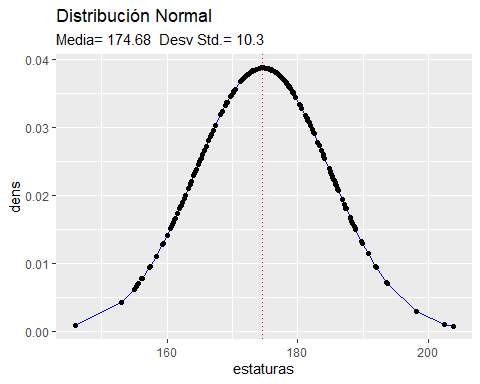 Distribución Normal
Media= 174.68  Desv Std.= 10.3
0.04
0.03
0.02
0.01
0.00
dens
160
180
200
estaturas